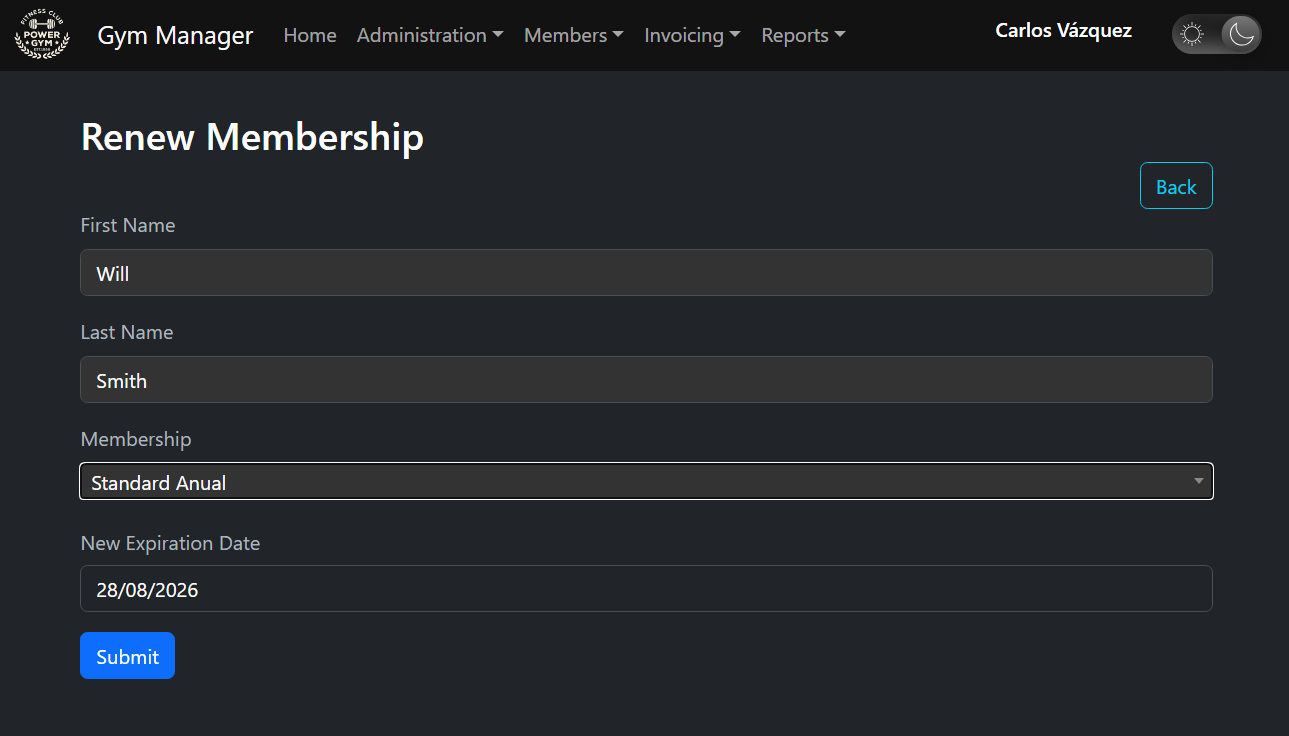 FITNESS CLUB
POWER
GYM
Gym Manager Home Administration Members Invoicing Reports Carlos Vázquez
Renew Membership
Back
First Name
Will
Last Name
Smith
Membership
Standard Anual
New Expiration Date
28/08/2026
Submit